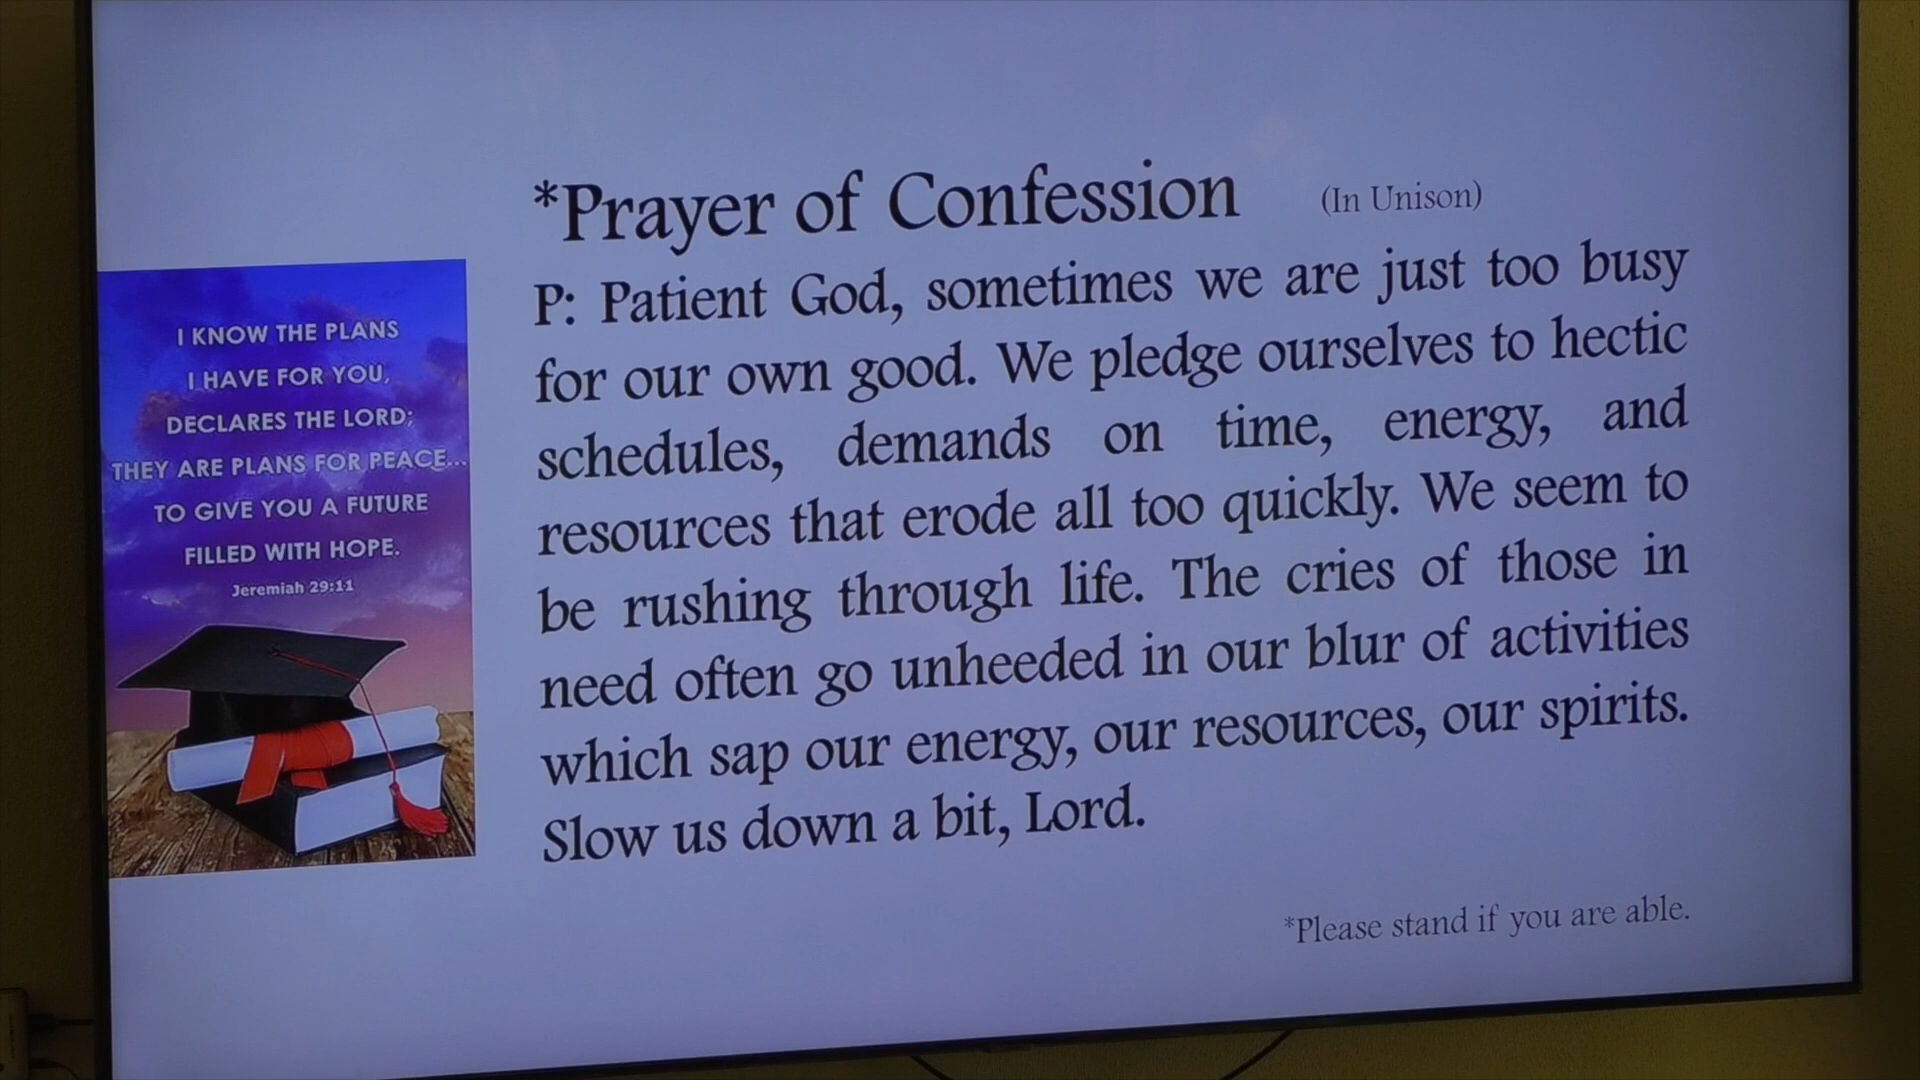 *Prayer of Confession (In Unison)
P: Patient God, sometimes we are just too busy
for our own good. We pledge ourselves to hectic
schedules, demands on time, energy, and
resources that erode all too quickly. We seem to
be rushing through life. The cries of those in
need often go unheeded in our blur of activities
which sap our energy, our resources, our spirits.
Slow us down a bit, Lord.
*Please stand if you are able.
I KNOW THE PLANS
I HAVE FOR YOU,
DECLARES THE LORD;
THEY ARE PLANS FOR PEACE...
TO GIVE YOU A FUTURE
FILLED WITH HOPE.
Jeremiah 29:11